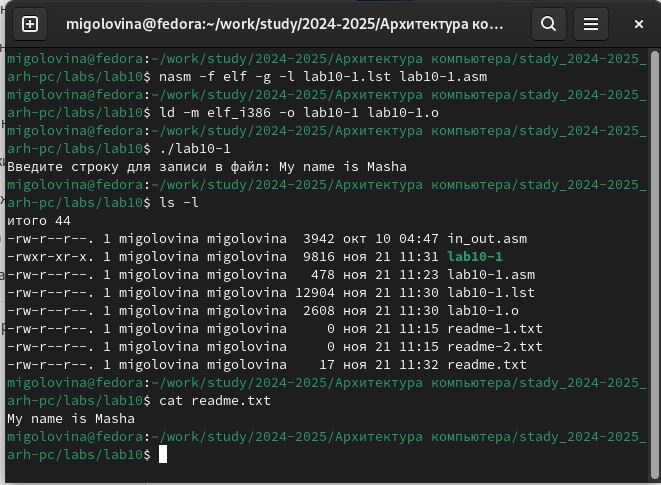 migolovina@fedora:~/work/study/2024-2025/Архитектура ко...
migolovina@fedora:~/work/study/2024-2025/Архитектура компьютера/stady_2024-2025_
arh-pc/labs/lab10$ nasm -f elf -g -l lab10-1.lst lab10-1.asm
migolovina@fedora:~/work/study/2024-2025/Архитектура компьютера/stady_2024-2025_
arh-pc/labs/lab10$ ld -m elf_i386 -o lab10-1 lab10-1.o
migolovina@fedora:~/work/study/2024-2025/Архитектура компьютера/stady_2024-2025_
arh-pc/labs/lab10$ ./lab10-1
Введите строку для записи в файл: My name is Masha
migolovina@fedora:~/work/study/2024-2025/Архитектура компьютера/stady_2024-2025_
arh-pc/labs/lab10$ ls -l
итого 44
-rw-r--r--. 1 migolovina migolovina  3942 окт 10 04:47 in_out.asm
-rwxr-xr-x. 1 migolovina migolovina  9816 ноя 21 11:31 lab10-1
-rw-r--r--. 1 migolovina migolovina   478 ноя 21 11:23 lab10-1.asm
-rw-r--r--. 1 migolovina migolovina 12904 ноя 21 11:30 lab10-1.lst
-rw-r--r--. 1 migolovina migolovina  2608 ноя 21 11:30 lab10-1.o
-rw-r--r--. 1 migolovina migolovina     0 ноя 21 11:15 readme-1.txt
-rw-r--r--. 1 migolovina migolovina     0 ноя 21 11:15 readme-2.txt
-rw-r--r--. 1 migolovina migolovina    17 ноя 21 11:32 readme.txt
migolovina@fedora:~/work/study/2024-2025/Архитектура компьютера/stady_2024-2025_
arh-pc/labs/lab10$ cat readme.txt
My name is Masha
migolovina@fedora:~/work/study/2024-2025/Архитектура компьютера/stady_2024-2025_
arh-pc/labs/lab10$